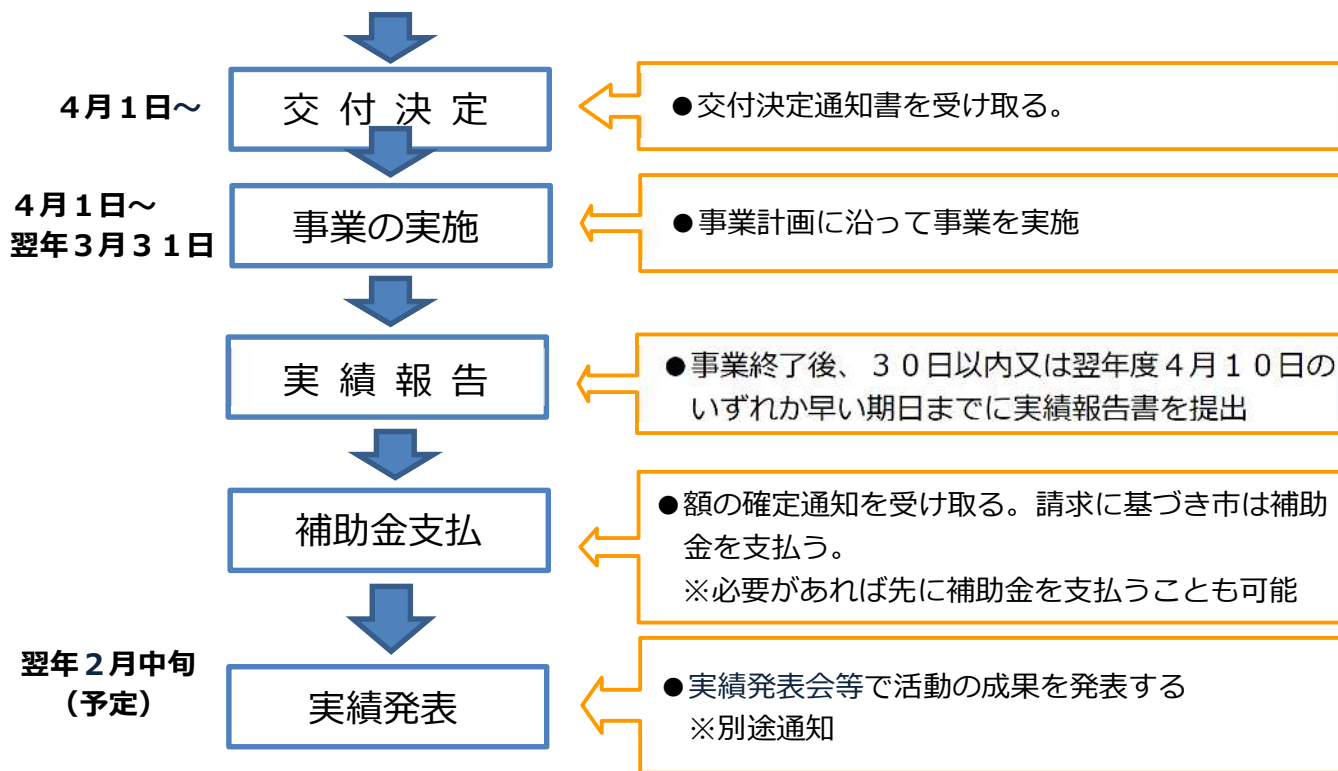 4月1日～
交 付 決 定
●交付決定通知書を受け取る。
４月１日～
翌年３月３１日
事業の実施
●事業計画に沿って事業を実施
実 績 報 告
●事業終了後、３０日以内又は翌年度４月１０日の
いずれか早い期日までに実績報告書を提出
補助金支払
●額の確定通知を受け取る。請求に基づき市は補助
金を支払う。
※必要があれば先に補助金を支払うことも可能
翌年２月中旬
（予定）
実績発表
●実績発表会等で活動の成果を発表する
※別途通知